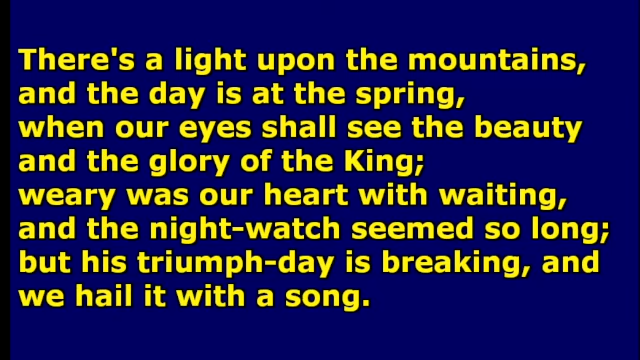 There's a light upon the mountains,
and the day is at the spring,
when our eyes shall see the beauty
and the glory of the King;
weary was our heart with waiting,
and the night-watch seemed so long;
but his triumph-day is breaking, and
we hail it with a song.